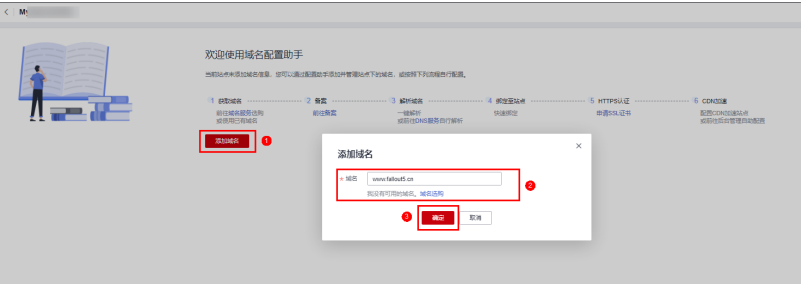 < My
欢迎使用域名配置助手
当前站点未添加域名信息，您可以通过配置助手添加并管理站点下的域名，或按照下列流程自行配置。
1 获取域名 2 备案 3 解析域名 4 绑定至站点 5 HTTPS认证 6 CDN加速
前往域名服务选购 前往备案 一键解析 快速绑定 申请SSL证书 配置CDN加速站点
或使用已有域名 或前往DNS服务自行解析 或前往后台管理自助配置
添加域名 1
添加域名 ×
* 域名 www.fallout5.cn
我没有可用的域名，域名选购 2
3 确定 取消